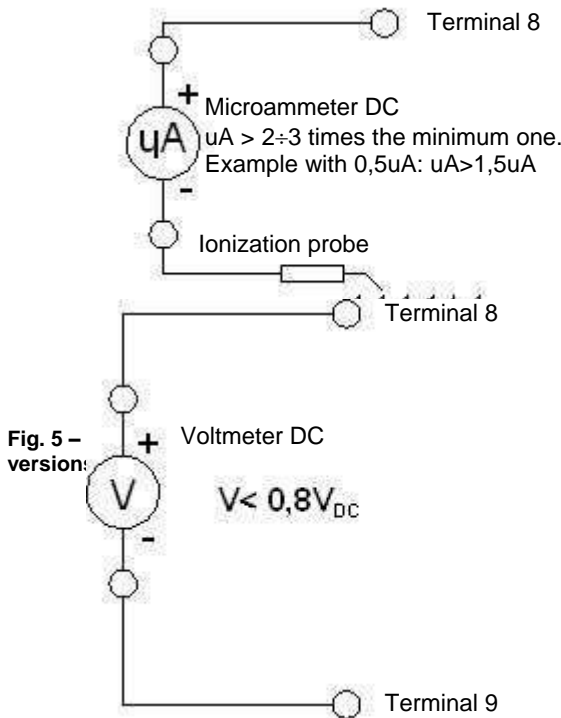 Terminal 8
+
uA
-
Microammeter DC
uA > 2÷3 times the minimum one.
Example with 0,5uA: uA>1,5uA
Ionization probe
Terminal 8
Fig. 5 –
versions
+
V
-
Voltmeter DC
V< 0,8VDC
Terminal 9